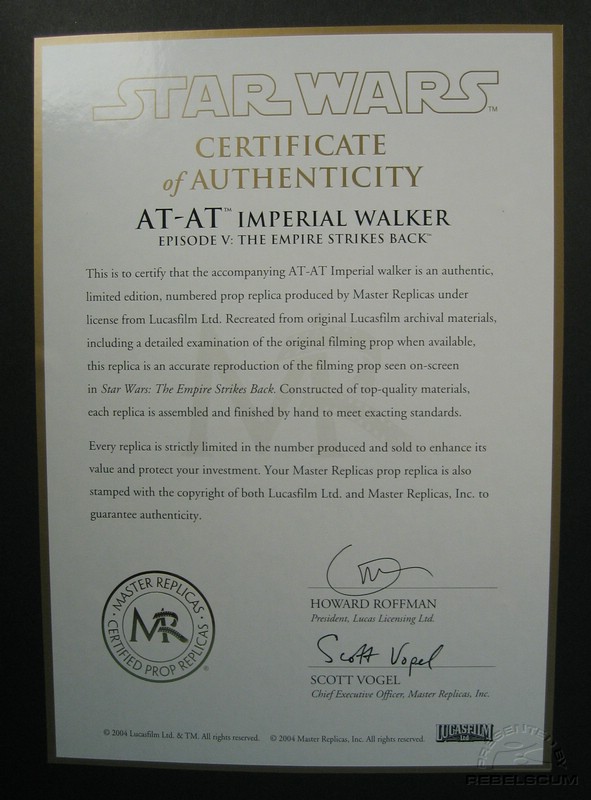 STAR WARS™
CERTIFICATE
of AUTHENTICITY
AT-AT™ IMPERIAL WALKER
EPISODE V: THE EMPIRE STRIKES BACK™
This is to certify that the accompanying AT-AT Imperial walker is an authentic,
limited edition, numbered prop replica produced by Master Replicas under
license from Lucasfilm Ltd. Recreated from original Lucasfilm archival materials,
including a detailed examination of the original filming prop when available,
this replica is an accurate reproduction of the filming prop seen on-screen
in Star Wars: The Empire Strikes Back. Constructed of top-quality materials,
each replica is assembled and finished by hand to meet exacting standards.
Every replica is strictly limited in the number produced and sold to enhance its
value and protect your investment. Your Master Replicas prop replica is also
stamped with the copyright of both Lucasfilm Ltd. and Master Replicas, Inc. to
guarantee authenticity.
· MASTER REPLICAS ·
MR
CERTIFIED PROP REPLICAS
®
HOWARD ROFFMAN
President, Lucas Licensing Ltd.
Scott Vogel
SCOTT VOGEL
Chief Executive Officer, Master Replicas, Inc.
© 2004 Lucasfilm Ltd. & TM. All rights reserved. © 2004 Master Replicas, Inc. All rights reserved.
LUCASFILM
Ltd
PRESENTED BY
REBELSCUM